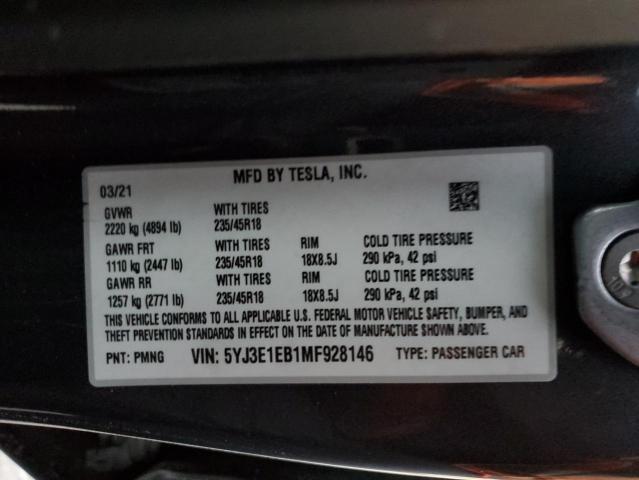 MFD BY TESLA, INC.
03/21
GVWR WITH TIRES
2220 kg (4894 lb) 235/45R18
GAWR FRT WITH TIRES RIM COLD TIRE PRESSURE
1110 kg (2447 lb) 235/45R18 18X8.5J 290 kPa, 42 psi
GAWR RR WITH TIRES RIM COLD TIRE PRESSURE
1257 kg (2771 lb) 235/45R18 18X8.5J 290 kPa, 42 psi
THIS VEHICLE CONFORMS TO ALL APPLICABLE U.S. FEDERAL MOTOR VEHICLE SAFETY, BUMPER, AND
THEFT PREVENTION STANDARDS IN EFFECT ON THE DATE OF MANUFACTURE SHOWN ABOVE.
PNT: PMNG VIN: 5YJ3E1EB1MF928146 TYPE: PASSENGER CAR